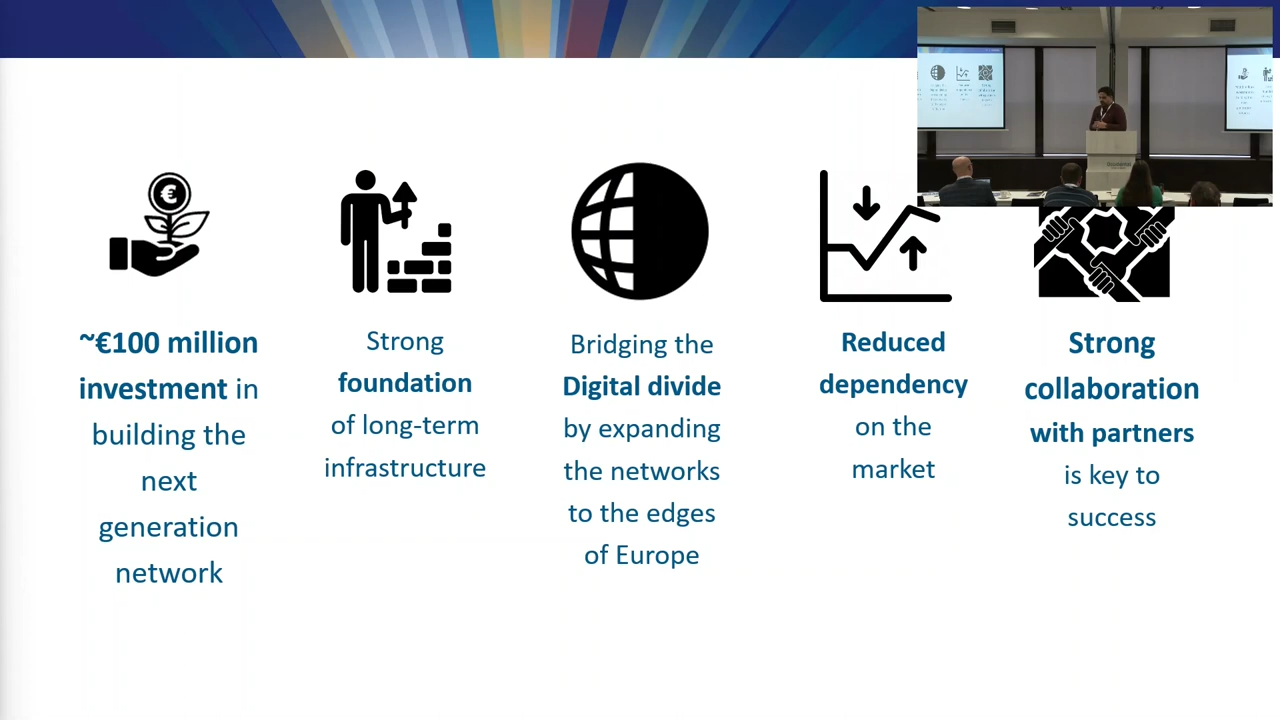 ~€100 million
investment in
building the
next
generation
network
Strong
foundation
of long-term
infrastructure
Bridging the
Digital divide
by expanding
the networks
to the edges
of Europe
Reduced
dependency
on the
market
Strong
collaboration
with partners
is key to
success